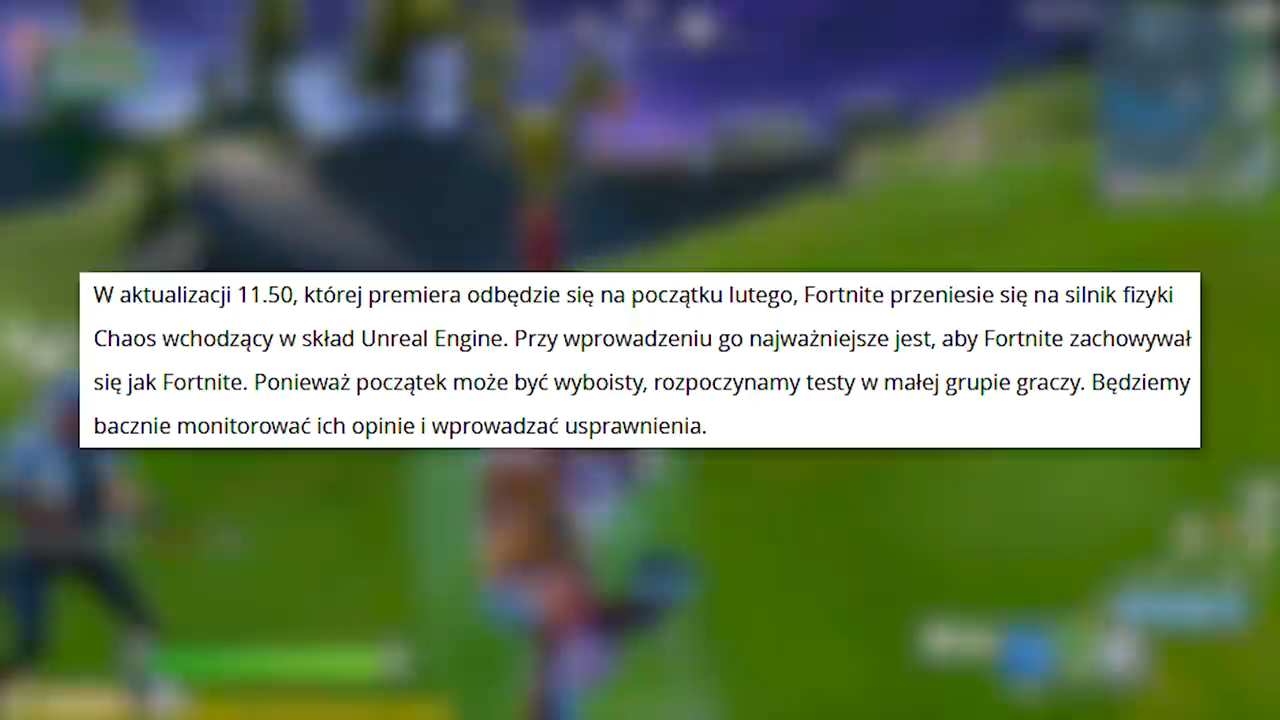 W aktualizacji 11.50, której premiera odbędzie się na początku lutego, Fortnite przeniesie się na silnik fizyki
Chaos wchodzący w skład Unreal Engine. Przy wprowadzeniu go najważniejsze jest, aby Fortnite zachowywał
się jak Fortnite. Ponieważ początek może być wyboisty, rozpoczynamy testy w małej grupie graczy. Będziemy
bacznie monitorować ich opinie i wprowadzać usprawnienia.